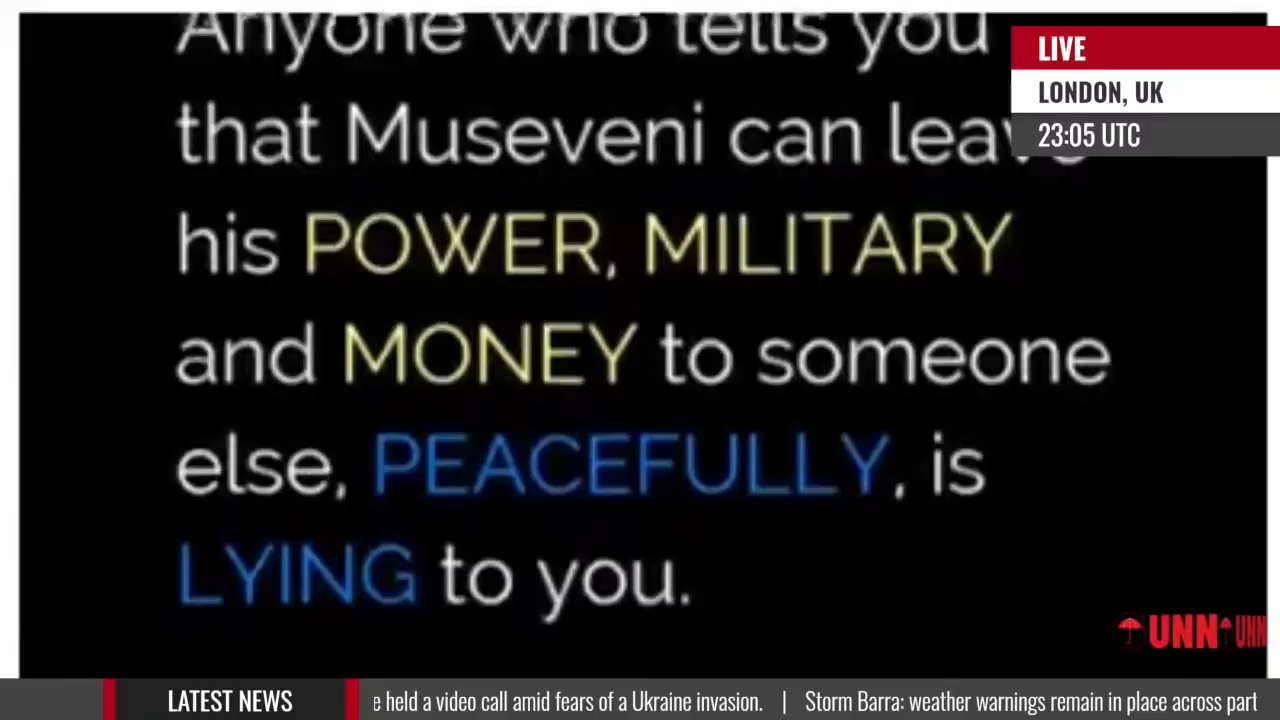 Anyone who tells you
that Museveni can leave
his POWER, MILITARY
and MONEY to someone
else, PEACEFULLY, is
LYING to you.
LIVE
LONDON, UK
23:05 UTC
UNN UNN
LATEST NEWS
e held a video call amid fears of a Ukraine invasion. | Storm Barra: weather warnings remain in place across part